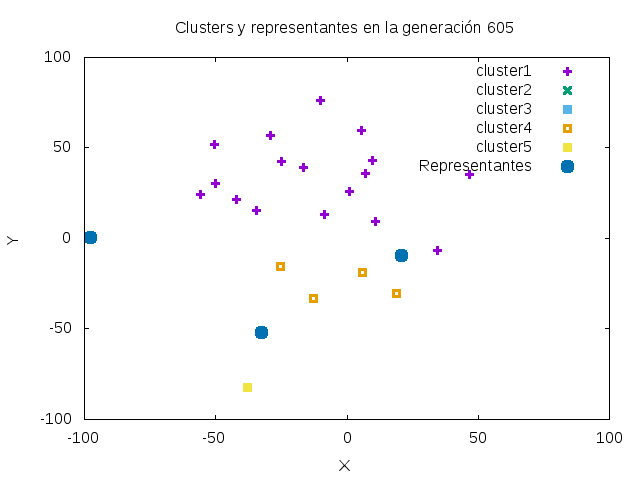 Clusters y representantes en la generación 605
100
50
0
-50
-100
-100
-50
0
50
100
X
Y
cluster1
cluster2
cluster3
cluster4
cluster5
Representantes